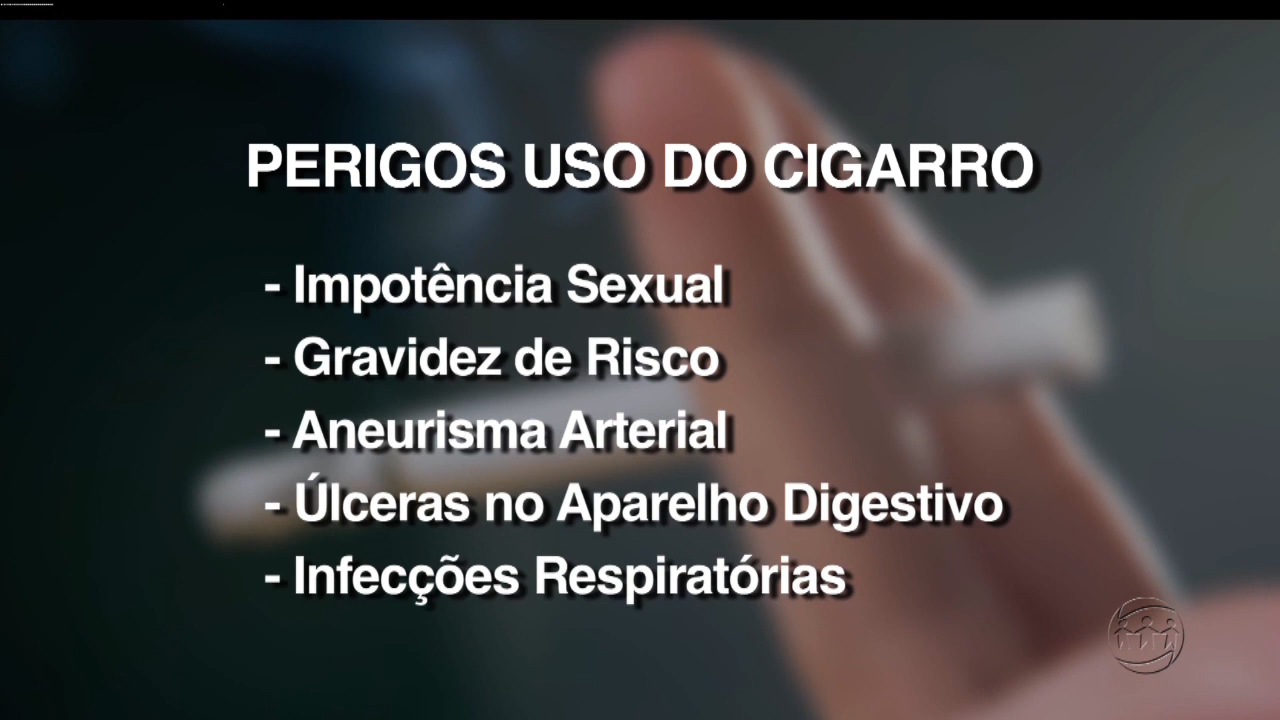 PERIGOS USO DO CIGARRO
- Impotência Sexual
- Gravidez de Risco
- Aneurisma Arterial
- Úlceras no Aparelho Digestivo
- Infecções Respiratórias